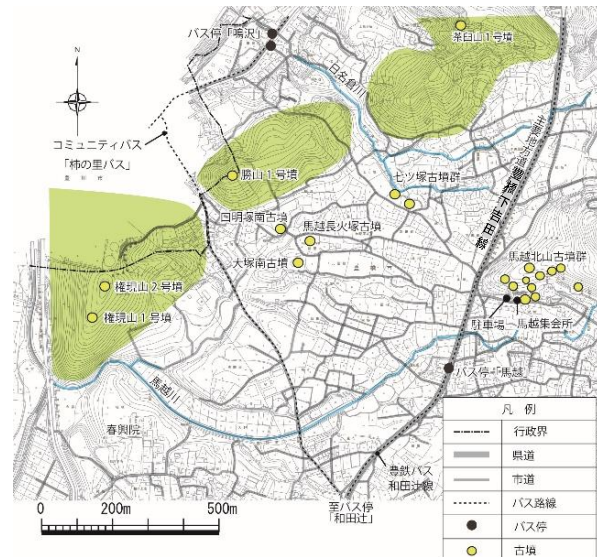 バス停「嶋沢」
茶臼山1号墳
N
日名倉川
コミュニティバス
「柿の里バス」
主要地方道豊橋下吉田線
勝山1号墳
七ツ塚古墳群
口明塚南古墳
馬越長火塚古墳
大塚南古墳
馬越北山古墳群
権現山2号墳
権現山1号墳
駐車場
馬越集会所
馬越川
バス停「馬越」
春興院
豊鉄バス
和田辻線
至バス停
「和田辻」
0
200m
500m
凡 例
行政界
県道
市道
バス路線
バス停
古墳